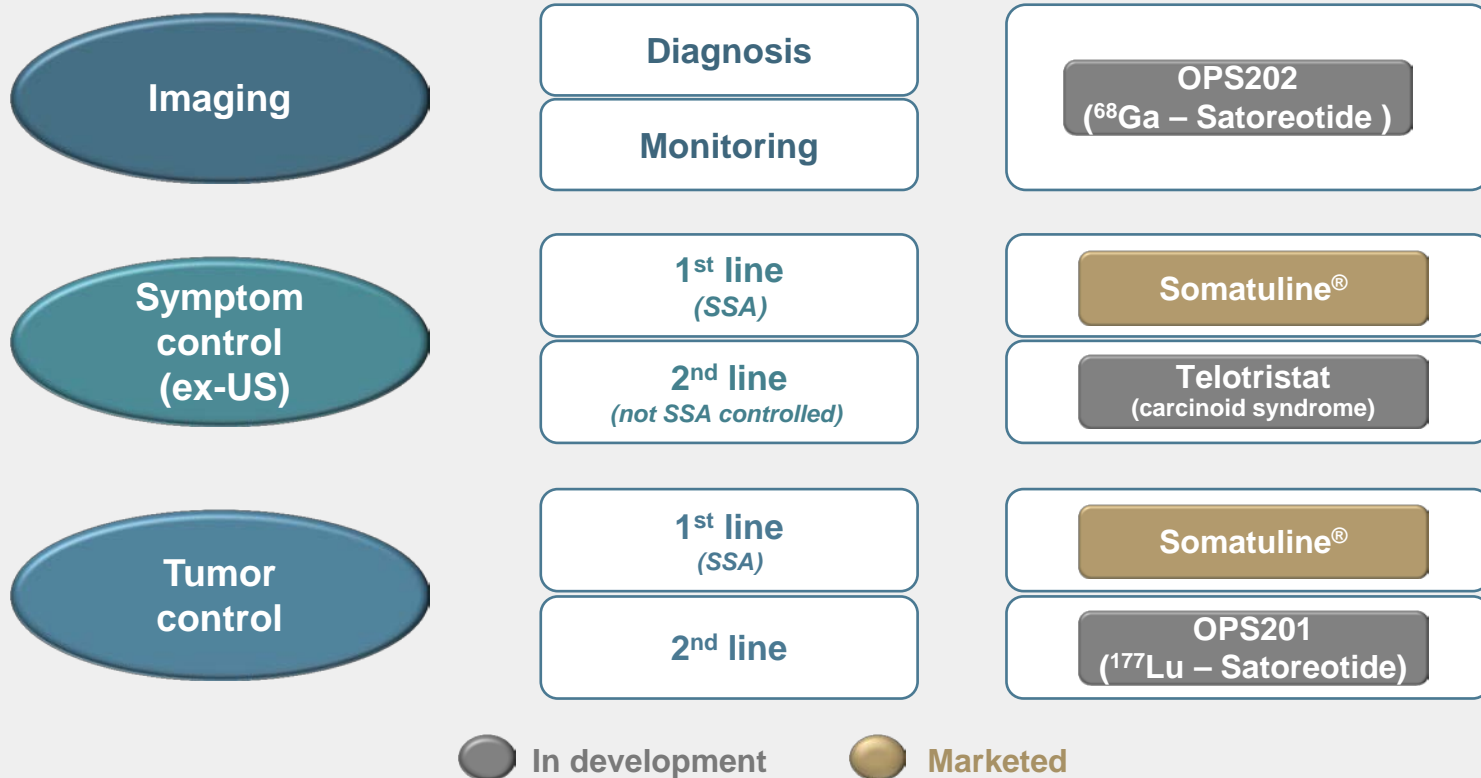 Imaging
Diagnosis
Monitoring
OPS202
(⁶⁸Ga – Satoreotide )
Symptom
control
(ex-US)
1st line
(SSA)
2nd line
(not SSA controlled)
Somatuline®
Telotristat
(carcinoid syndrome)
Tumor
control
1st line
(SSA)
2nd line
Somatuline®
OPS201
(¹⁷⁷Lu – Satoreotide)
In development
Marketed